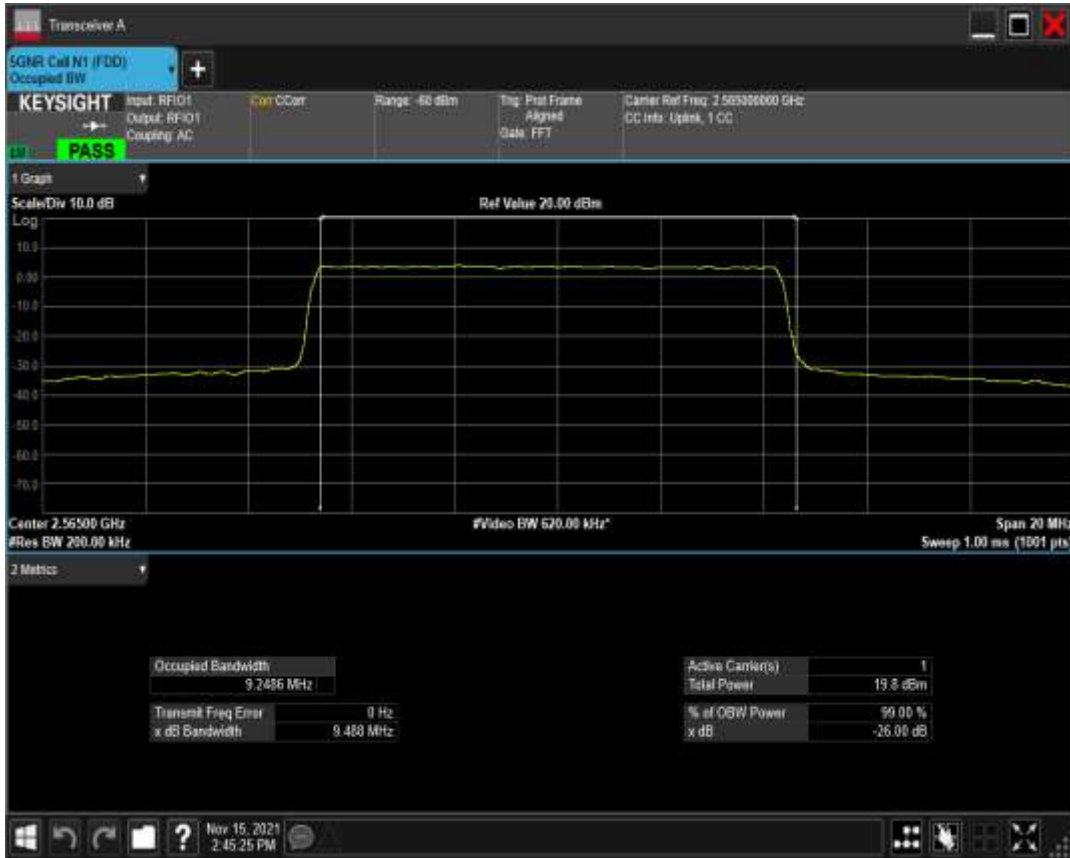 Transceiver A
5GNR Cell N1 (FDD)
Occupied BW
+
KEYSIGHT
Input: RFIO1
Output: RFIO1
Coupling: AC
PASS
Corr CCorr
Range: -60 dBm
Trig: Prot Frame
Aligned
Gate: FFT
Carrier Ref Freq: 2.565000000 GHz
CC Info: Uplink, 1 CC
1 Graph
Scale/Div 10.0 dB
Ref Value 20.00 dBm
Log
10.0
0.00
-10.0
-20.0
-30.0
-40.0
-50.0
-60.0
-70.0
Center 2.56500 GHz
#Video BW 620.00 kHz*
Span 20 MHz
#Res BW 200.00 kHz
Sweep 1.00 ms (1001 pts)
2 Metrics
Occupied Bandwidth
9.2486 MHz
Transmit Freq Error 0 Hz
x dB Bandwidth 9.488 MHz
Active Carrier(s) 1
Total Power 19.8 dBm
% of OBW Power 99.00 %
x dB -26.00 dB
?
Nov 15, 2021
2:45:25 PM